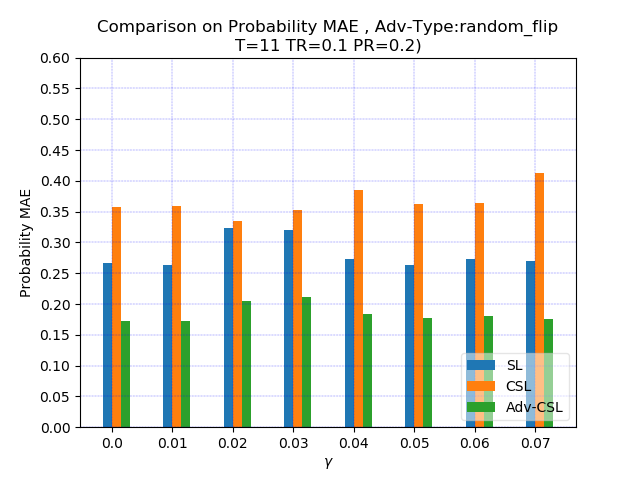 Comparison on Probability MAE , Adv-Type:random_flip
T=11 TR=0.1 PR=0.2)
0.60
0.55
0.50
0.45
0.40
0.35
0.30
0.25
0.20
0.15
0.10
0.05
0.00
Probability MAE
SL
CSL
Adv-CSL
0.0 0.01 0.02 0.03 0.04 0.05 0.06 0.07
γ